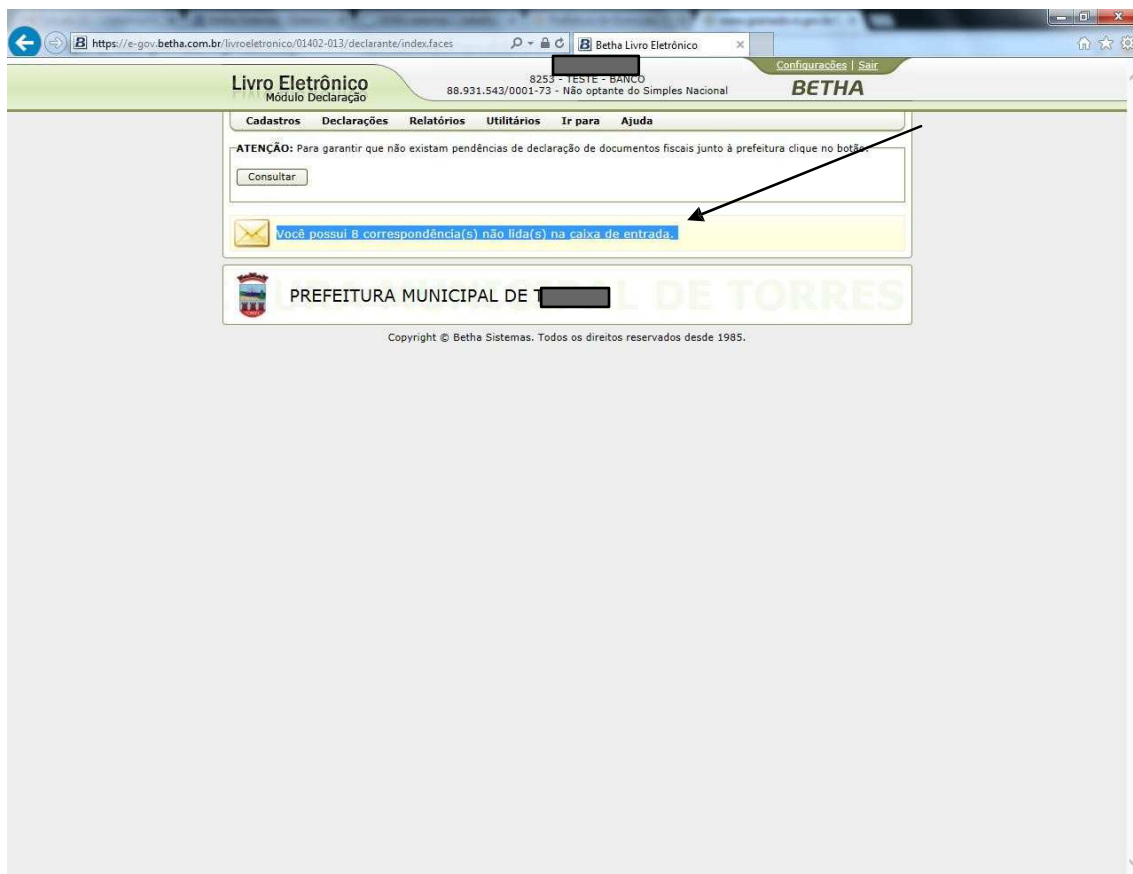 https://e-gov.betha.com.br/livroeletronico/01402-013/declarante/index.faces
Betha Livro Eletrônico
Configurações | Sair
Livro Eletrônico
Módulo Declaração
8253 - TESTE - BANCO
88.931.543/0001-73 - Não optante do Simples Nacional
BETHA
Cadastros Declarações Relatórios Utilitários Ir para Ajuda
ATENÇÃO: Para garantir que não existam pendências de declaração de documentos fiscais junto à prefeitura clique no botão.
Consultar
Você possui 8 correspondência(s) não lida(s) na caixa de entrada.
PREFEITURA MUNICIPAL DE T
L DE TORRES
Copyright © Betha Sistemas. Todos os direitos reservados desde 1985.